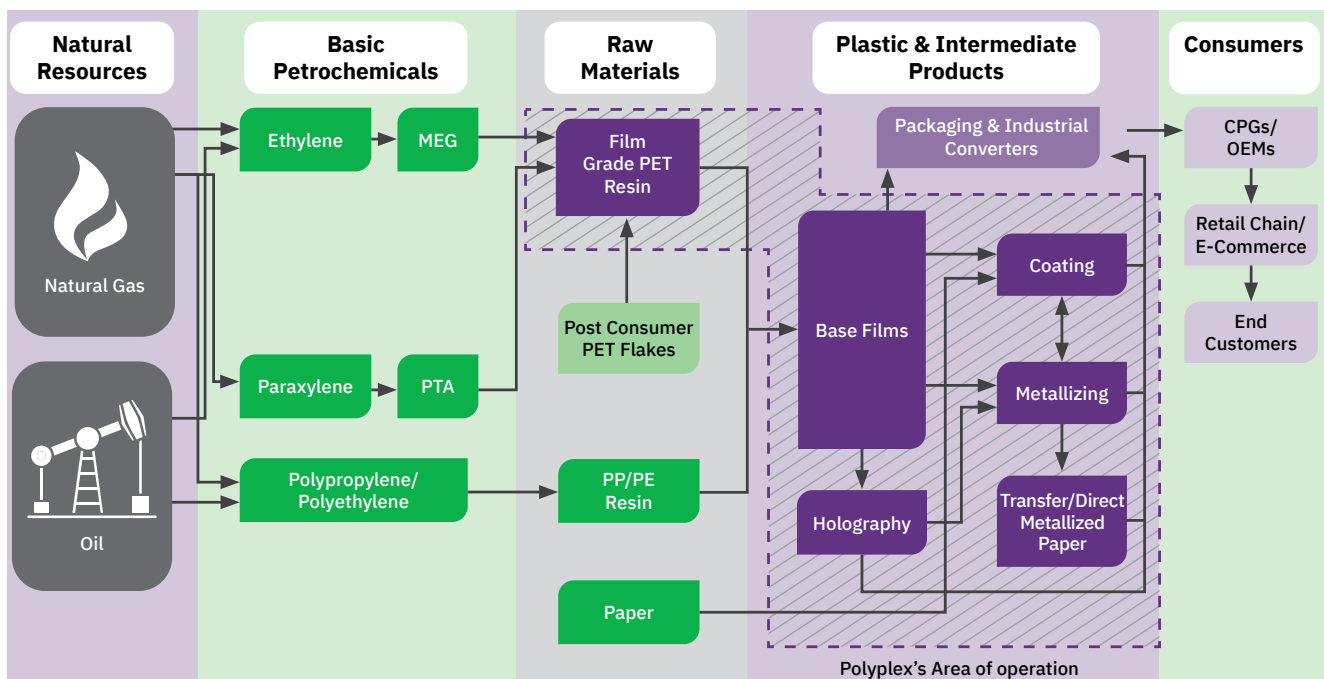 Natural
Resources
Basic
Petrochemicals
Raw
Materials
Plastic & Intermediate
Products
Consumers
Natural Gas
Oil
Ethylene
MEG
Paraxylene
PTA
Polypropylene/
Polyethylene
Film
Grade PET
Resin
Post Consumer
PET Flakes
PP/PE
Resin
Paper
Packaging & Industrial
Converters
Base Films
Coating
Metallizing
Holography
Transfer/Direct
Metallized
Paper
Polyplex's Area of operation
CPGs/
OEMs
Retail Chain/
E-Commerce
End
Customers